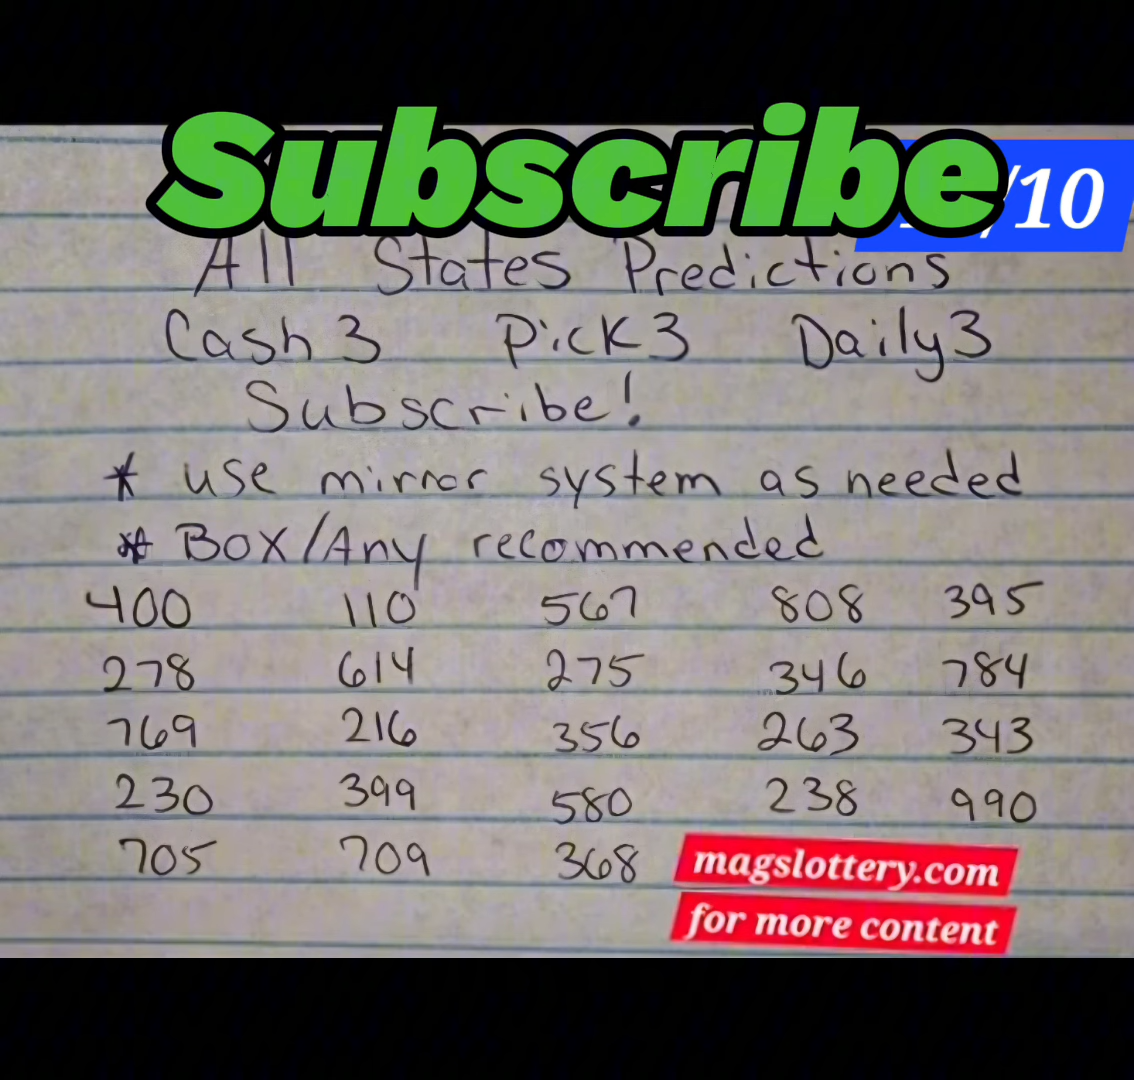 Subscribe
/10
All States Predictions
Cash 3 Pick 3 Daily 3
Subscribe!
* use mirror system as needed
* Box/Any recommended
400 110 567 808 395
278 614 275 346 784
769 216 356 263 343
230 399 580 238 990
705 709 368
magslottery.com
for more content